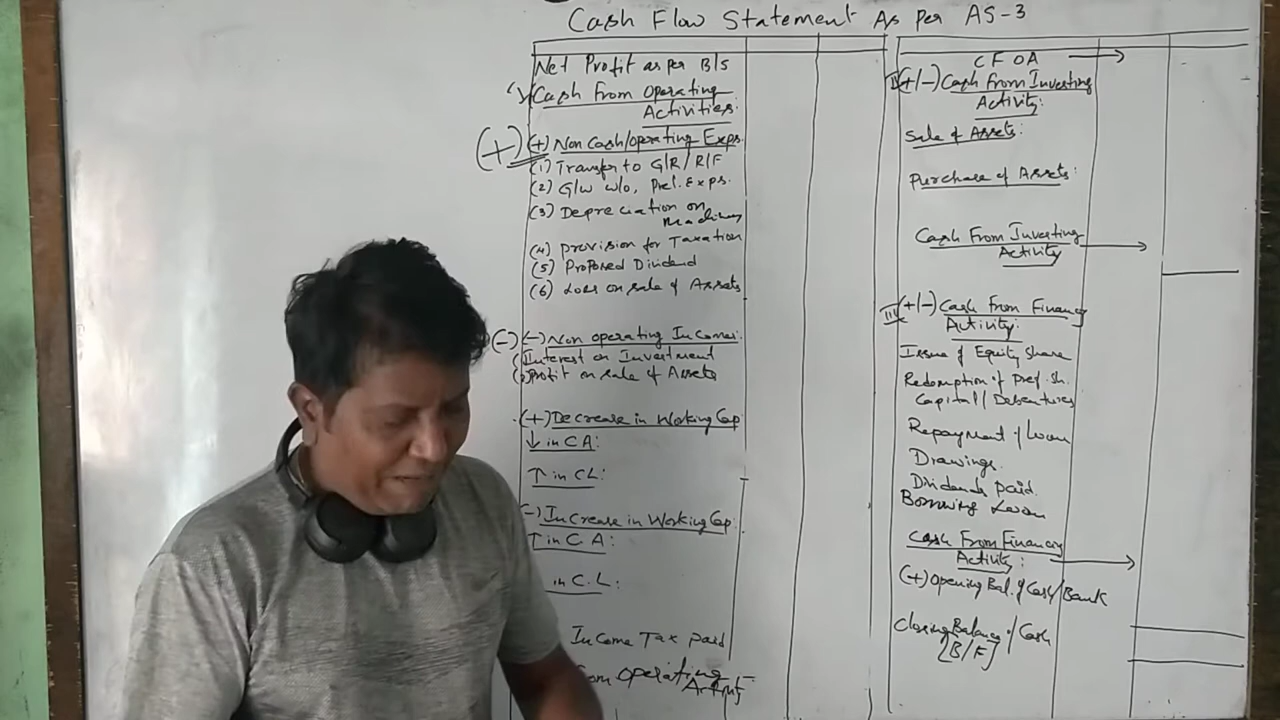 Cash Flow Statement As Per AS-3
Net Profit as per B/S
Cash from Operating
Activities:
(+) (+) Non Cash/operating Exps.
(1) Transfer to G/R / R/F
(2) G/W w/o, Prel. Exps.
(3) Depreciation on
Machinery
(4) Provision for Taxation
(5) Proposed Dividend
(6) Loss on sale of Assets
(-) (-) Non operating Incomes:
Interest on Investment
Profit on sale of Assets
(+) Decrease in Working Cap
↓ in CA:
↑ in CL:
(-) Increase in Working Cap:
↑ in C A:
in C.L:
Income Tax paid
operating
Activity
C F O A →
II (+/-) Cash from Investing
Activity:
Sale of Assets:
Purchase of Assets:
Cash From Investing →
Activity
III (+/-) Cash from Financy
Activity:
Issue of Equity Share
Redemption of Pref. Sh.
Capital / Debentures
Repayment of Loan
Drawings
Dividends paid.
Borrowing Loan
Cash From Financing
Activity: →
(+) Opening Bal. of Cash/Bank
Closing Balance of Cash
[B/F]